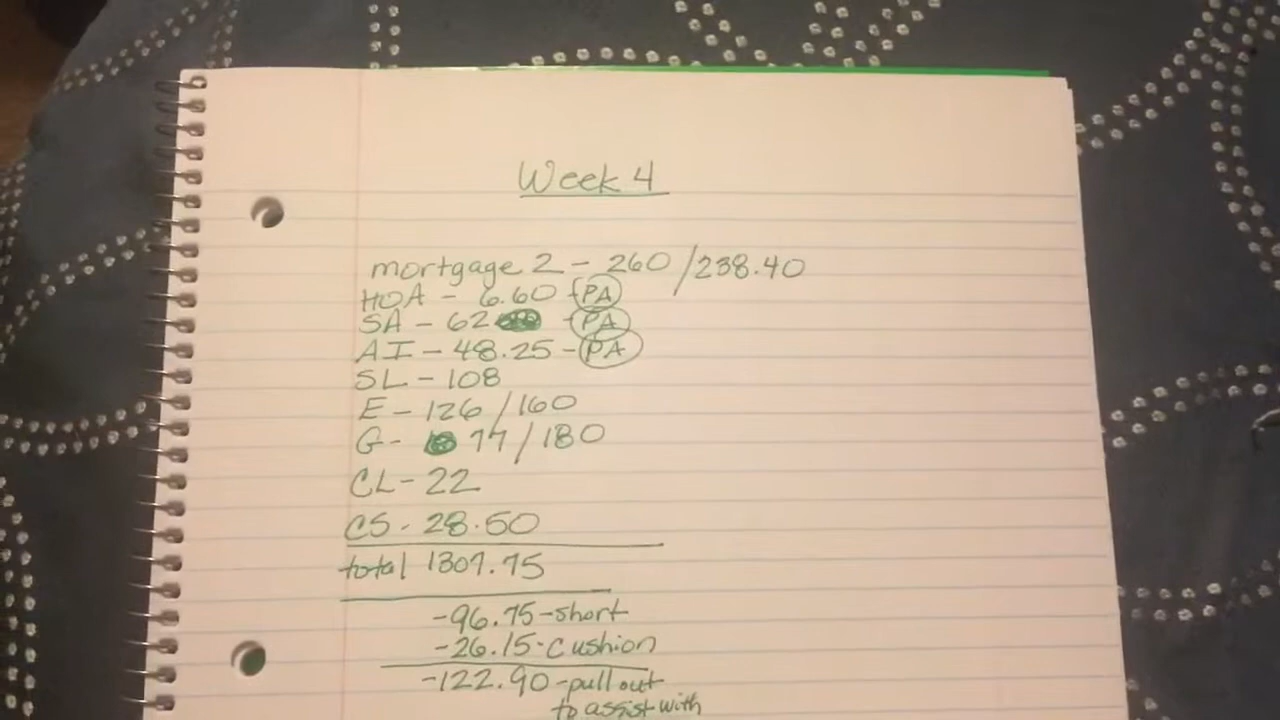 Week 4
mortgage 2 - 260 / 238.40
HOA - 6.60 - PA
SA - 62 - PA
AI - 48.25 - PA
SL - 108
E - 126 / 160
G - 77 / 180
CL - 22
CS - 28.50
total 1307.75
-96.75 - short
-26.15 - cushion
-122.90 - pull out
to assist with